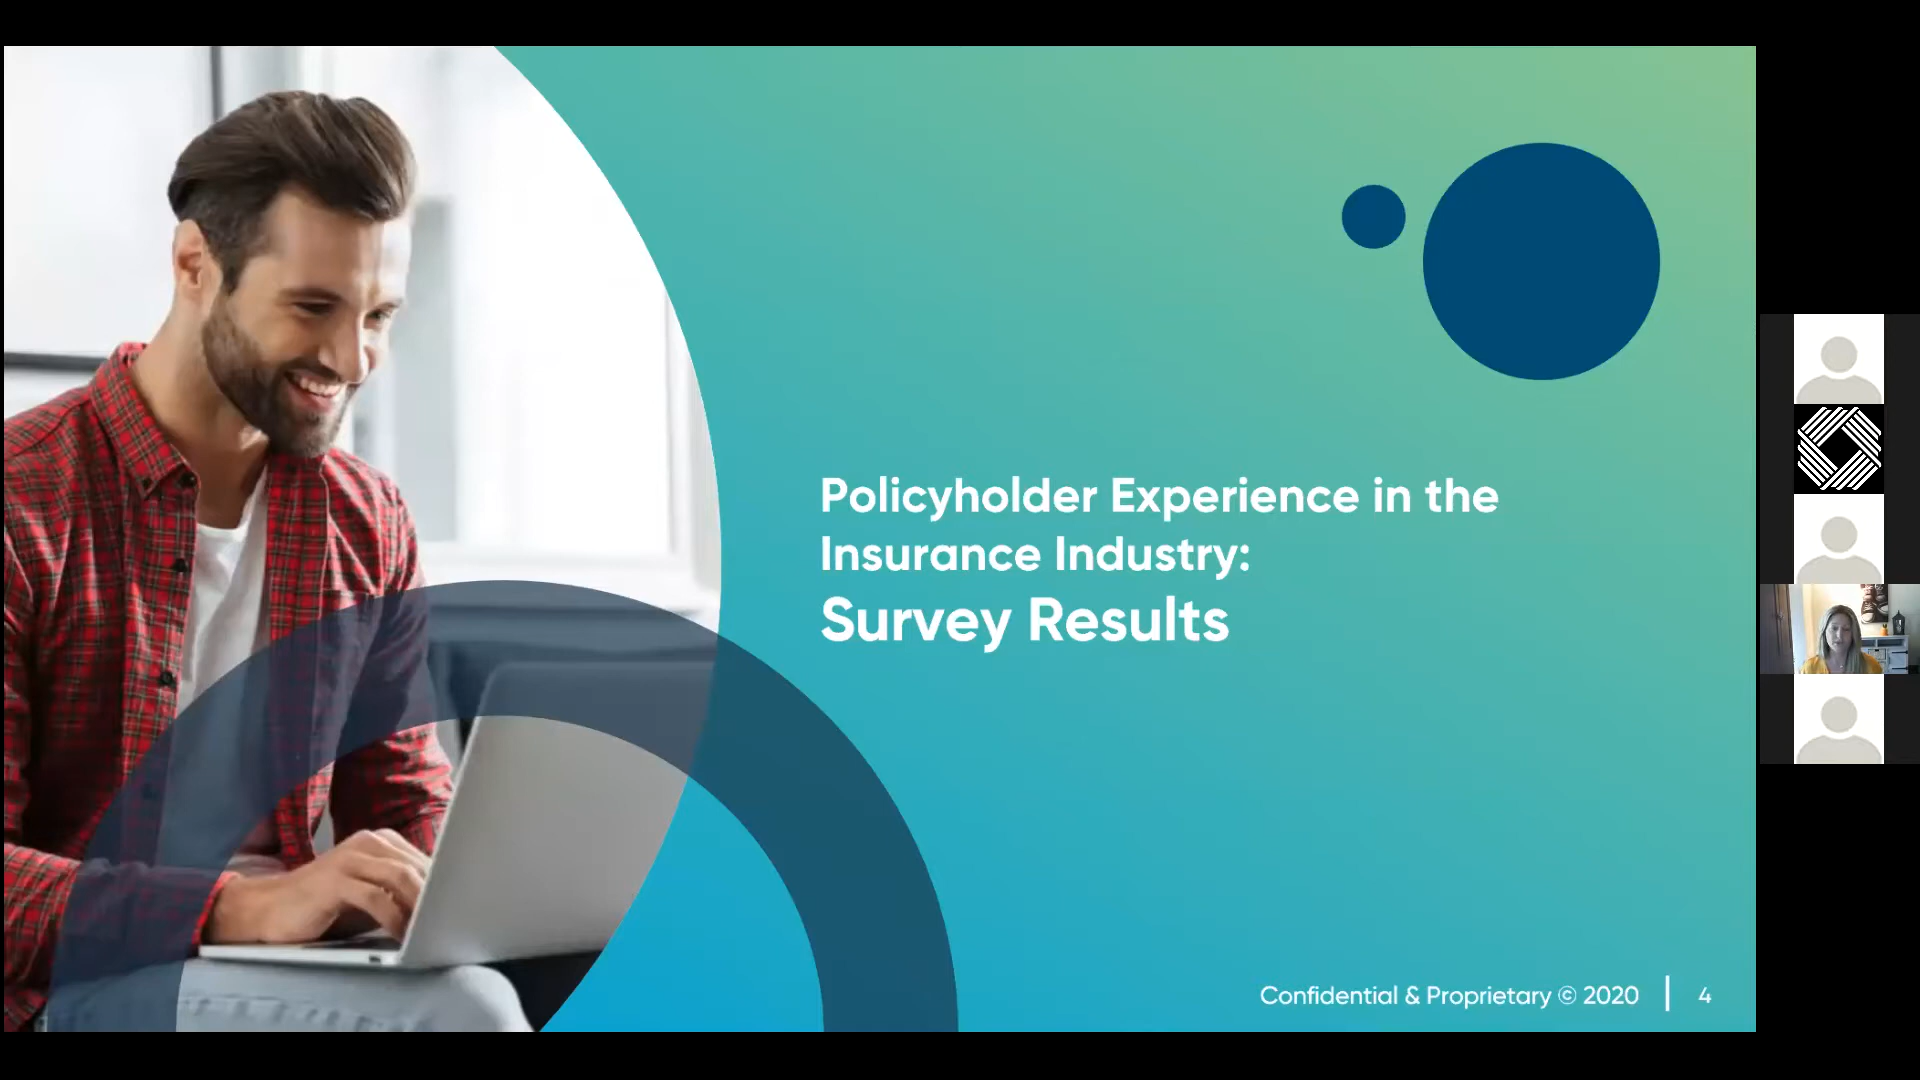 Policyholder Experience in the
Insurance Industry:
Survey Results
Confidential & Proprietary © 2020 | 4